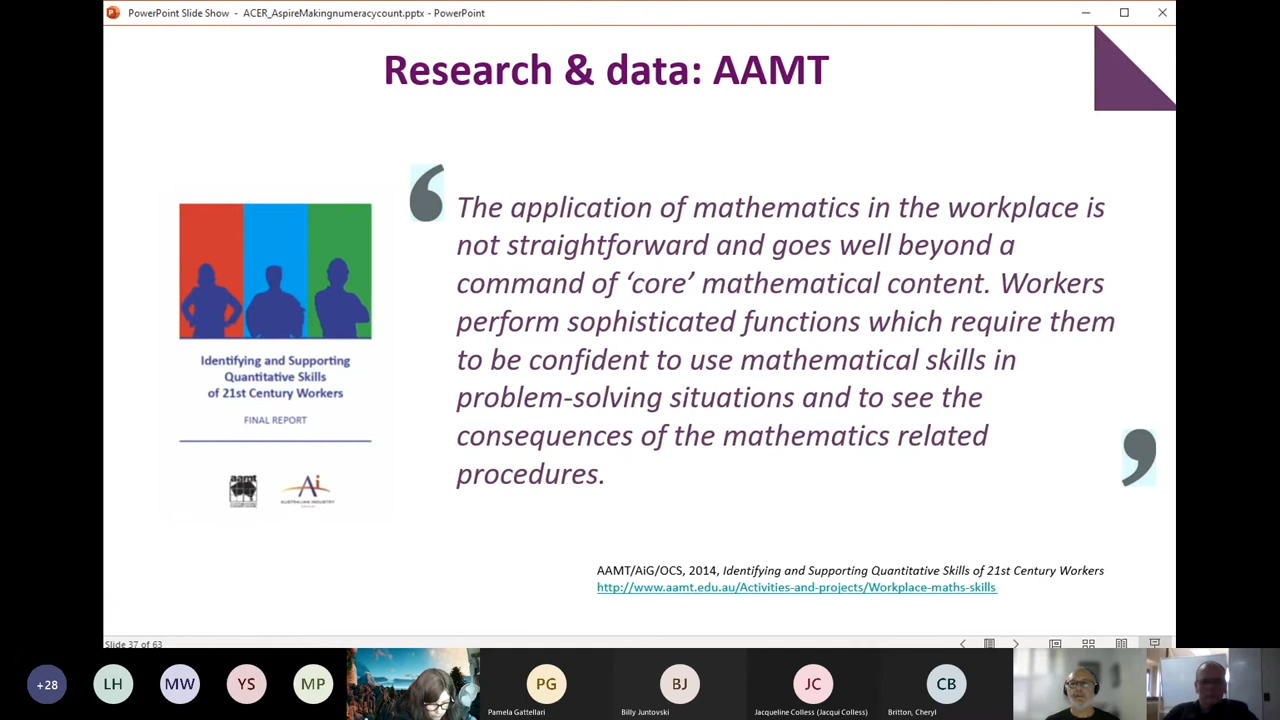 PowerPoint Slide Show - ACER_AspireMakingnumeracycount.pptx - PowerPoint
Research & data: AAMT
‘
The application of mathematics in the workplace is
not straightforward and goes well beyond a
command of ‘core’ mathematical content. Workers
perform sophisticated functions which require them
to be confident to use mathematical skills in
problem-solving situations and to see the
consequences of the mathematics related
procedures.
’
Identifying and Supporting
Quantitative Skills
of 21st Century Workers
FINAL REPORT
aamt
Ai
AUSTRALIAN INDUSTRY
AAMT/AiG/OCS, 2014, Identifying and Supporting Quantitative Skills of 21st Century Workers
http://www.aamt.edu.au/Activities-and-projects/Workplace-maths-skills
Slide 37 of 63
+28
LH
MW
YS
MP
PG
Pamela Gattellari
BJ
Billy Juntovski
JC
Jacqueline Colless (Jacqui Colless)
CB
Britton, Cheryl